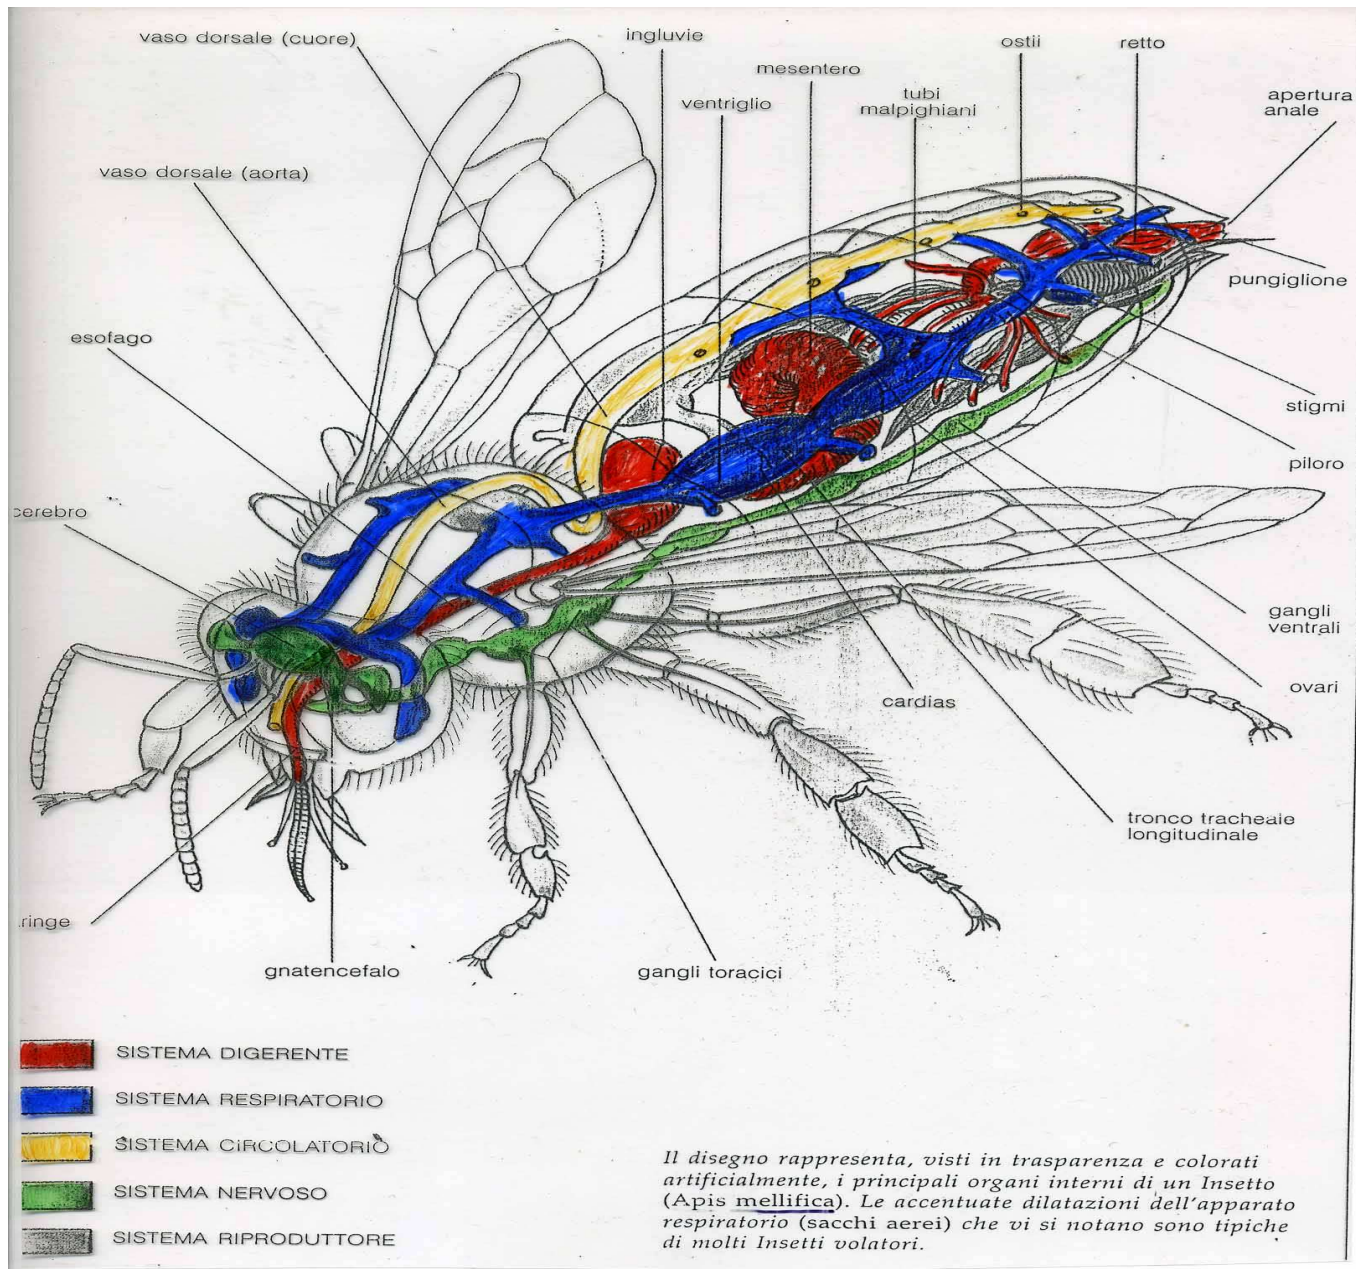 vaso dorsale (cuore)
ingluvie
ostii
retto
mesentero
ventriglio
tubi
malpighiani
apertura
anale
vaso dorsale (aorta)
pungiglione
esofago
stigmi
piloro
cerebro
gangli
ventrali
ovari
cardias
tronco tracheale
longitudinale
ringe
gnatencefalo
gangli toracici
SISTEMA DIGERENTE
SISTEMA RESPIRATORIO
SISTEMA CIRCOLATORIO
SISTEMA NERVOSO
SISTEMA RIPRODUTTORE
Il disegno rappresenta, visti in trasparenza e colorati
artificialmente, i principali organi interni di un Insetto
(Apis mellifica). Le accentuate dilatazioni dell'apparato
respiratorio (sacchi aerei) che vi si notano sono tipiche
di molti Insetti volatori.